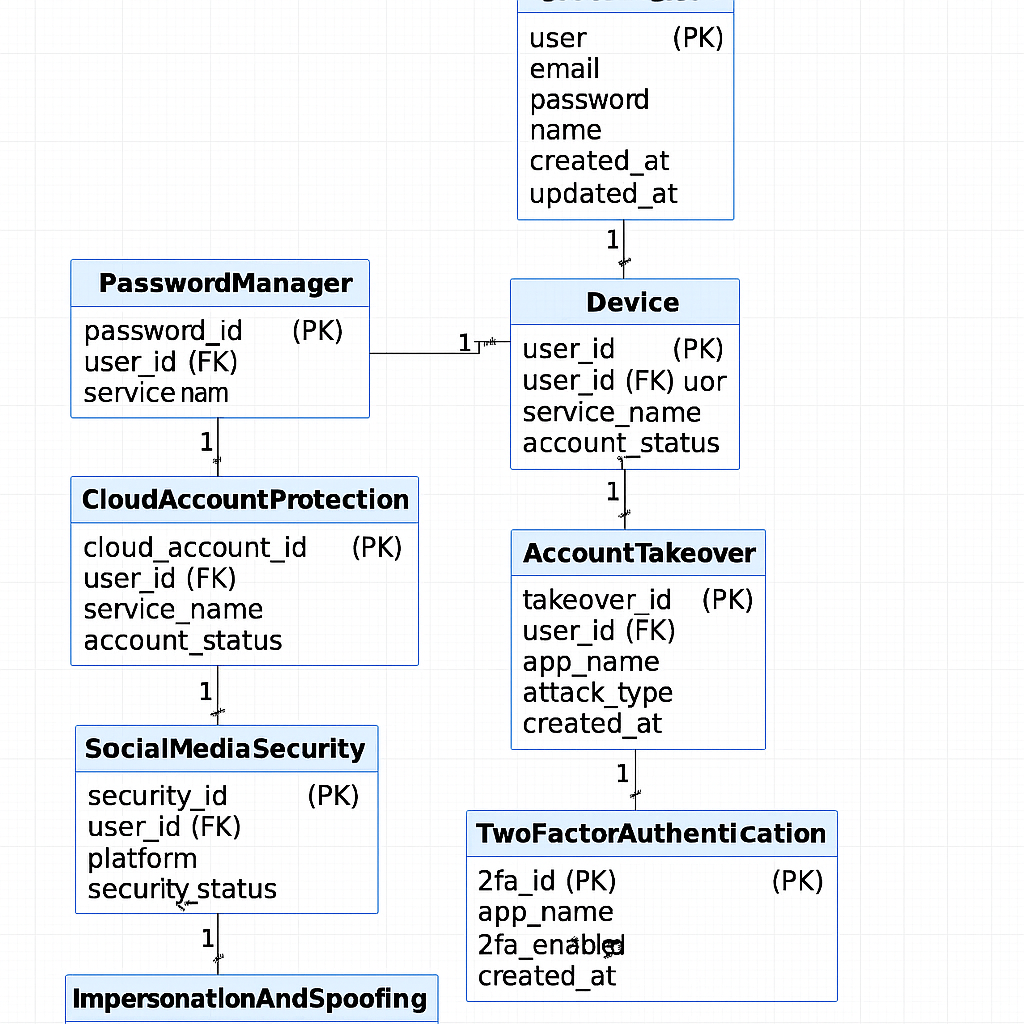 user (PK)
email
password
name
created_at
updated_at
1
PasswordManager
password_id (PK)
user_id (FK)
service nam
1
Device
user_id (PK)
user_id (FK) uor
service_name
account_status
1
CloudAccountProtection
cloud_account_id (PK)
user_id (FK)
service_name
account_status
1
AccountTakeover
takeover_id (PK)
user_id (FK)
app_name
attack_type
created_at
1
SocialMediaSecurity
security_id (PK)
user_id (FK)
platform
security_status
1
TwoFactorAuthentication
2fa_id (PK) (PK)
app_name
2fa_enabled
created_at
1
ImpersonatIonAndSpoofing